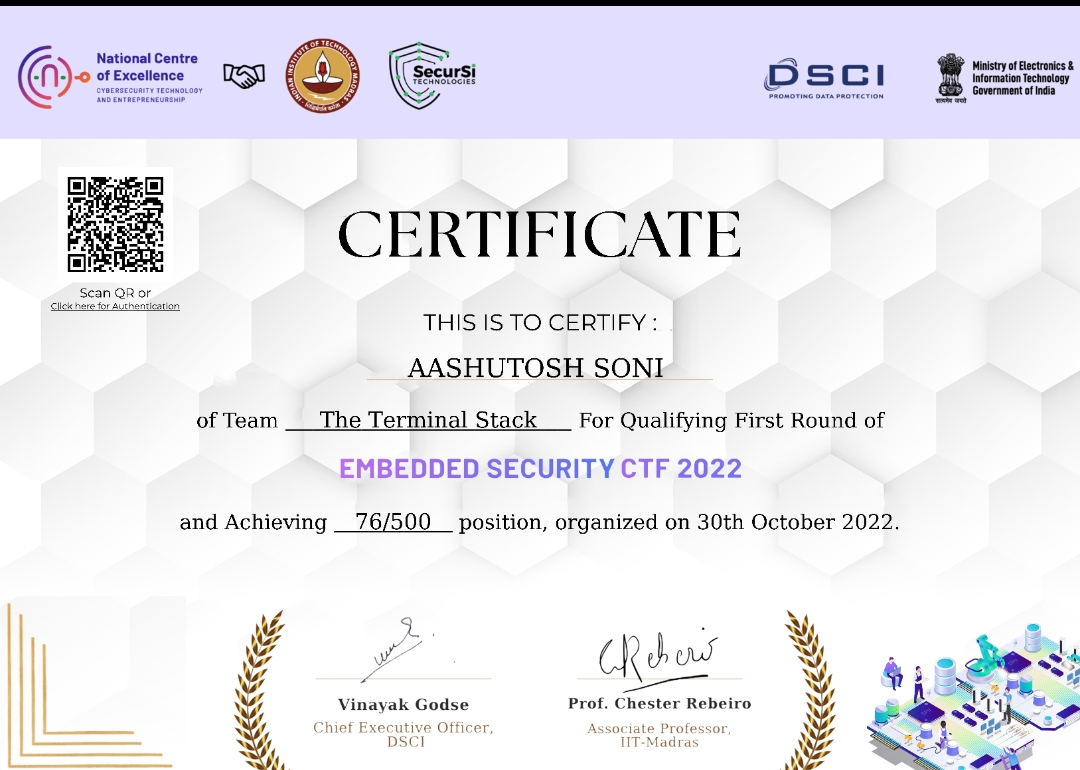 National Centre
of Excellence
CYBERSECURITY TECHNOLOGY
AND ENTREPRENEURSHIP
INDIAN INSTITUTE OF TECHNOLOGY MADRAS
SecurSi
TECHNOLOGIES
DSCI
PROMOTING DATA PROTECTION
सत्यमेव जयते
Ministry of Electronics &
Information Technology
Government of India
Scan QR or
Click here for Authentication
CERTIFICATE
THIS IS TO CERTIFY :
AASHUTOSH SONI
of Team The Terminal Stack For Qualifying First Round of
EMBEDDED SECURITY CTF 2022
and Achieving 76/500 position, organized on 30th October 2022.
Vinayak Godse
Chief Executive Officer,
DSCI
Prof. Chester Rebeiro
Associate Professor,
IIT-Madras